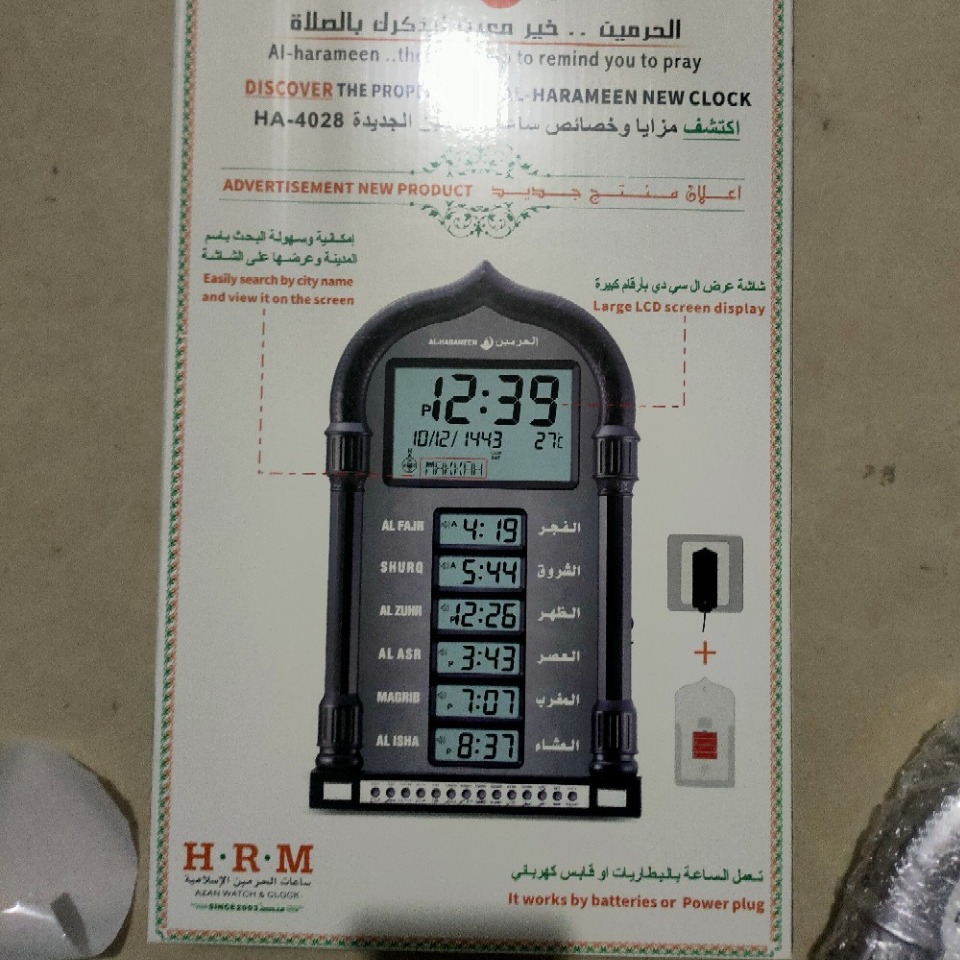 الحرمين .. خير
بالصلاة
Al-harameen ..the to remind you to pray
DISCOVER THE AL-HARAMEEN NEW CLOCK
اكتشف مزايا وخصائص الجديدة HA-4028
ADVERTISEMENT NEW PRODUCT اعلان منتج جديد
إمكانية وسهولة البحث باسم
المدينة وعرضها على الشاشة
Easily search by city name
and view it on the screen
شاشة عرض ال سي دي بأرقام كبيرة
Large LCD screen display
AL-HARAMEEN الحرمين
P 12:39
10/12/1443 27c
MAKKAH
AL FAJR A 4:19 الفجر
SHURQ A 5:44 الشروق
AL ZUHR P 12:26 الظهر
AL ASR P 3:43 العصر
MAGRIB P 7:07 المغرب
AL ISHA P 8:37 العشاء
+
H·R·M
ساعات الحرمين الإسلامية
AZAN WATCH & CLOCK
SINCE2003
تعمل الساعة بالبطاريات او قابس كهربائي
It works by batteries or Power plug